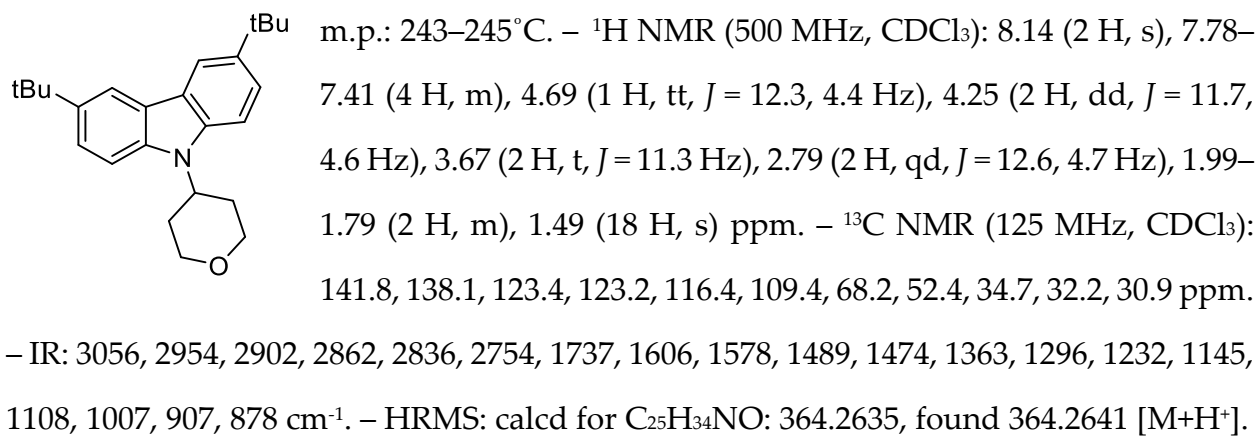 tBu
tBu
N
O
m.p.: 243–245˚C. – ¹H NMR (500 MHz, CDCl₃): 8.14 (2 H, s), 7.78–
7.41 (4 H, m), 4.69 (1 H, tt, J = 12.3, 4.4 Hz), 4.25 (2 H, dd, J = 11.7,
4.6 Hz), 3.67 (2 H, t, J = 11.3 Hz), 2.79 (2 H, qd, J = 12.6, 4.7 Hz), 1.99–
1.79 (2 H, m), 1.49 (18 H, s) ppm. – ¹³C NMR (125 MHz, CDCl₃):
141.8, 138.1, 123.4, 123.2, 116.4, 109.4, 68.2, 52.4, 34.7, 32.2, 30.9 ppm.
– IR: 3056, 2954, 2902, 2862, 2836, 2754, 1737, 1606, 1578, 1489, 1474, 1363, 1296, 1232, 1145,
1108, 1007, 907, 878 cm⁻¹. – HRMS: calcd for C₂₅H₃₄NO: 364.2635, found 364.2641 [M+H⁺].